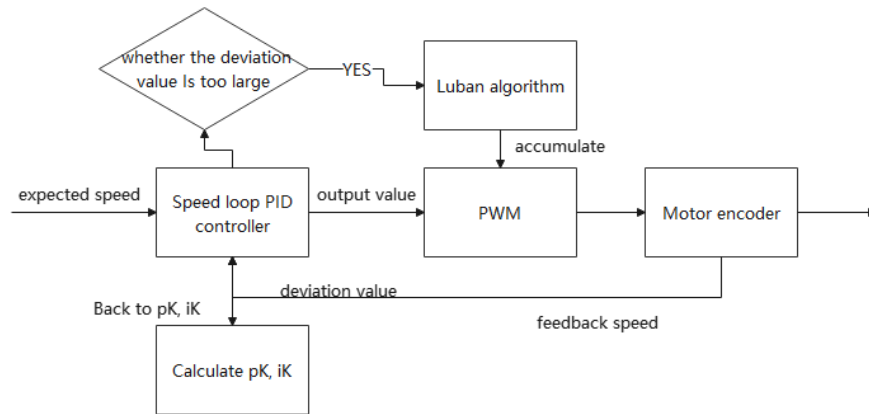 whether the deviation
value Is too large
YES
Luban algorithm
accumulate
expected speed
Speed loop PID
controller
output value
PWM
Motor encoder
deviation value
Back to pK, iK
feedback speed
Calculate pK, iK